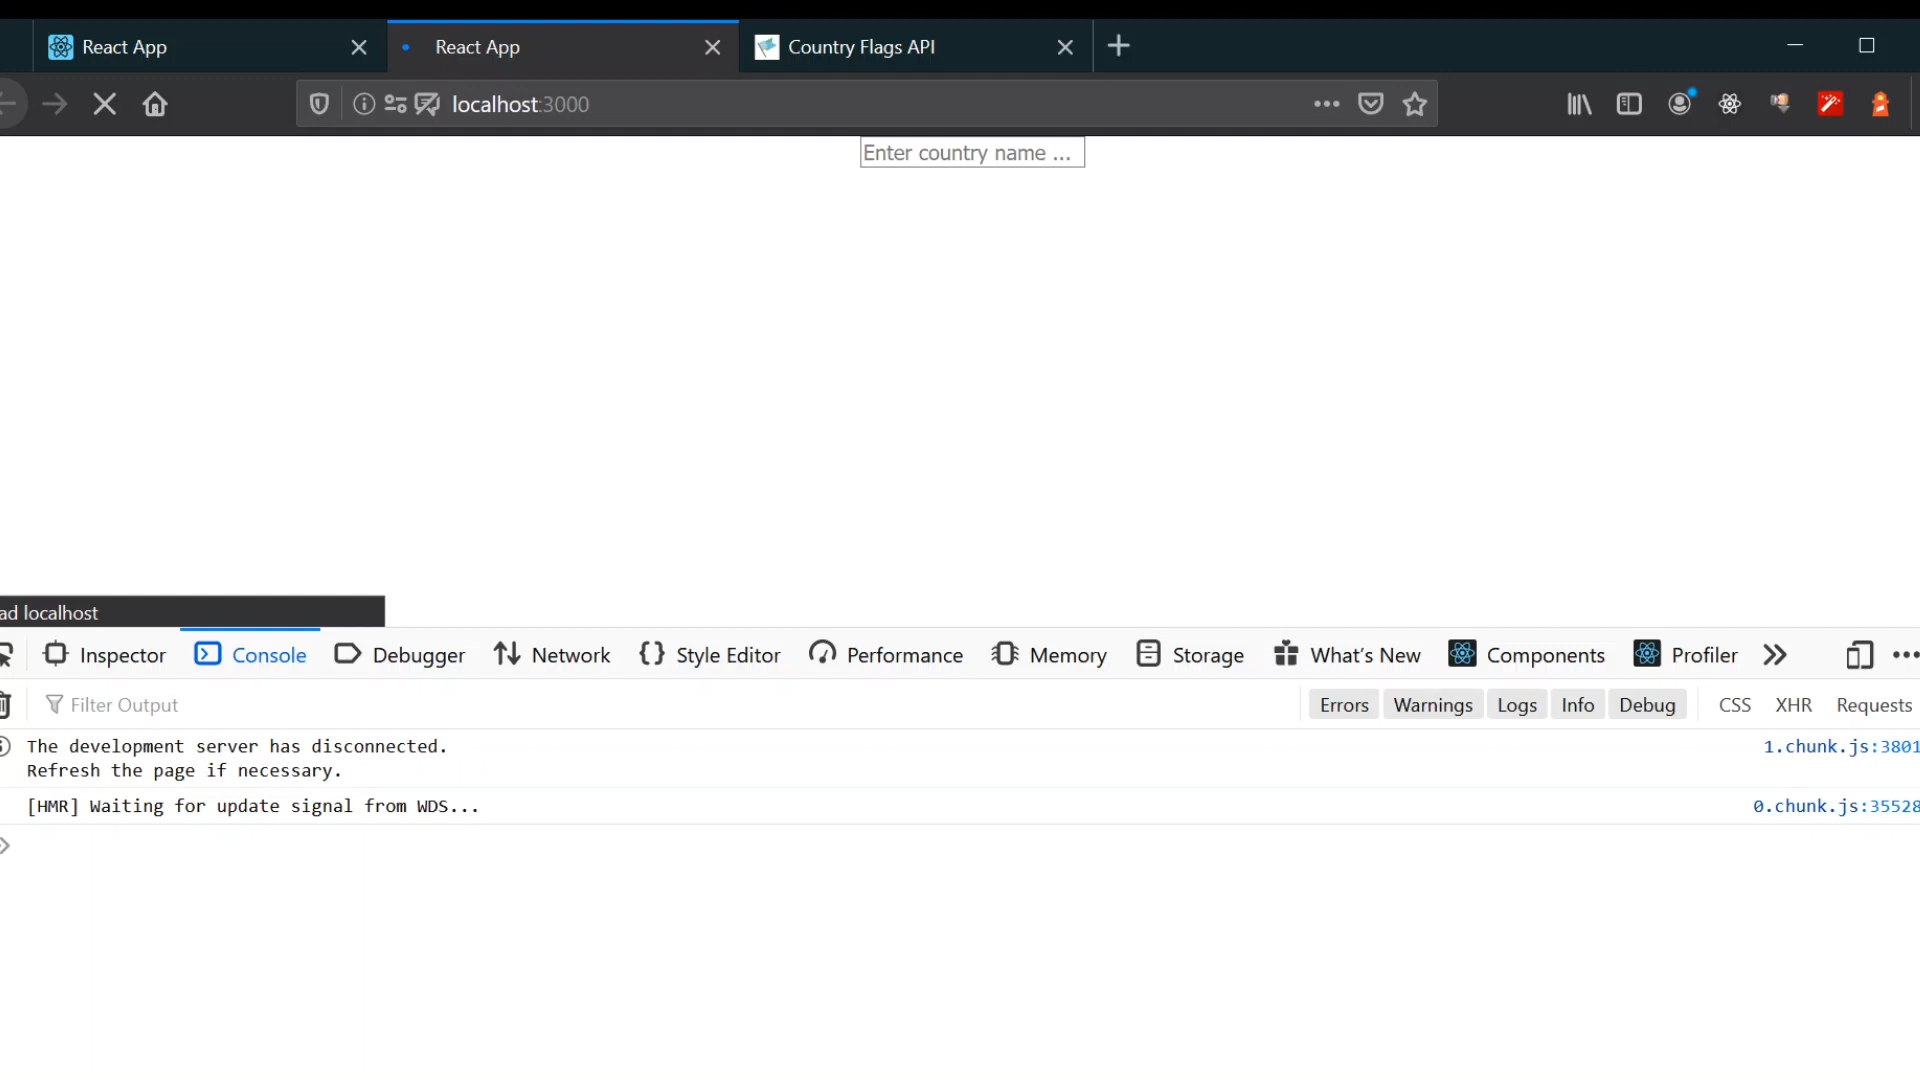 React App
React App
Country Flags API
localhost:3000
Enter country name ...
ad localhost
Inspector Console Debugger Network Style Editor Performance Memory Storage What's New Components Profiler
Filter Output Errors Warnings Logs Info Debug CSS XHR Requests
The development server has disconnected. 1.chunk.js:3801
Refresh the page if necessary.
[HMR] Waiting for update signal from WDS... 0.chunk.js:35528